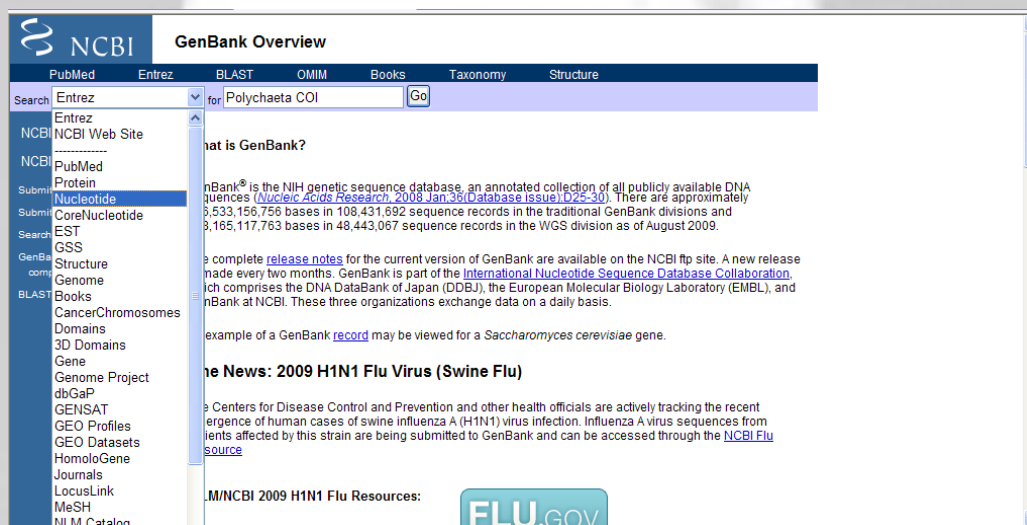 NCBI
GenBank Overview
PubMed Entrez BLAST OMIM Books Taxonomy Structure
Search Entrez for Polychaeta COI Go
Entrez
NCBI Web Site
-------------
PubMed
Protein
Nucleotide
CoreNucleotide
EST
GSS
Structure
Genome
Books
CancerChromosomes
Domains
3D Domains
Gene
Genome Project
dbGaP
GENSAT
GEO Profiles
GEO Datasets
HomoloGene
Journals
LocusLink
MeSH
NLM Catalog
NCBI
NCBI
Submit
Submit
Search
GenBa
comp
BLAST
hat is GenBank?
nBank® is the NIH genetic sequence database, an annotated collection of all publicly available DNA
quences (Nucleic Acids Research, 2008 Jan;36(Database issue):D25-30). There are approximately
6,533,156,756 bases in 108,431,692 sequence records in the traditional GenBank divisions and
8,165,117,763 bases in 48,443,067 sequence records in the WGS division as of August 2009.
e complete release notes for the current version of GenBank are available on the NCBI ftp site. A new release
made every two months. GenBank is part of the International Nucleotide Sequence Database Collaboration,
ich comprises the DNA DataBank of Japan (DDBJ), the European Molecular Biology Laboratory (EMBL), and
nBank at NCBI. These three organizations exchange data on a daily basis.
example of a GenBank record may be viewed for a Saccharomyces cerevisiae gene.
he News: 2009 H1N1 Flu Virus (Swine Flu)
e Centers for Disease Control and Prevention and other health officials are actively tracking the recent
ergence of human cases of swine influenza A (H1N1) virus infection. Influenza A virus sequences from
ients affected by this strain are being submitted to GenBank and can be accessed through the NCBI Flu
source
LM/NCBI 2009 H1N1 Flu Resources:
FLU.GOV